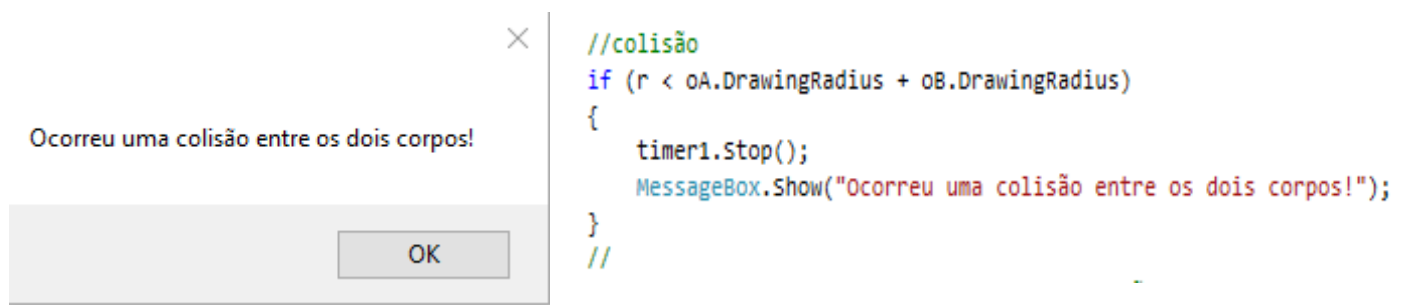 Ocorreu uma colisão entre os dois corpos!
OK
//colisão
if (r < oA.DrawingRadius + oB.DrawingRadius)
{
    timer1.Stop();
    MessageBox.Show("Ocorreu uma colisão entre os dois corpos!");
}
//